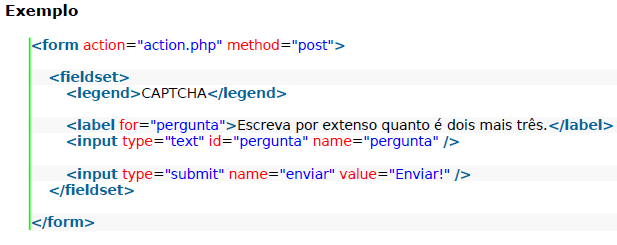 Exemplo
<form action="action.php" method="post">
<fieldset>
<legend>CAPTCHA</legend>
<label for="pergunta">Escreva por extenso quanto é dois mais três.</label>
<input type="text" id="pergunta" name="pergunta" />
<input type="submit" name="enviar" value="Enviar!" />
</fieldset>
</form>